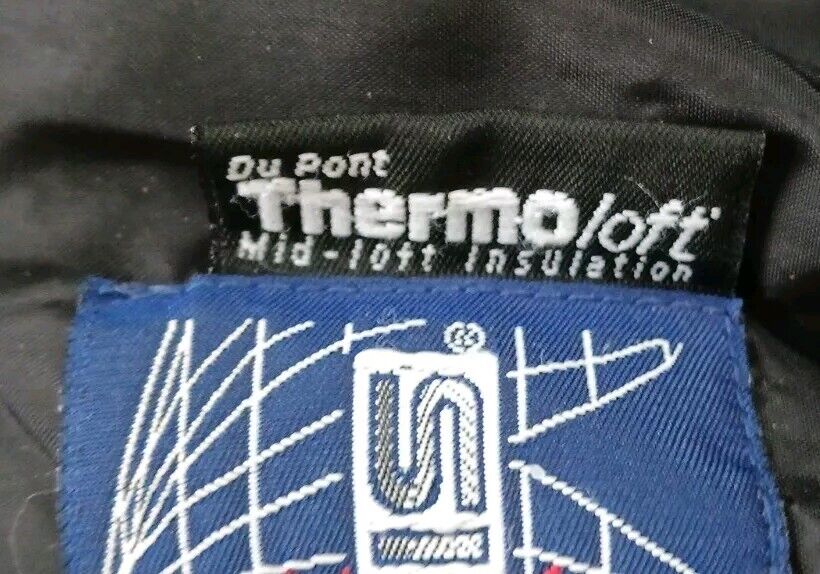 Du Pont
Thermoloft
Mid-loft Insulation